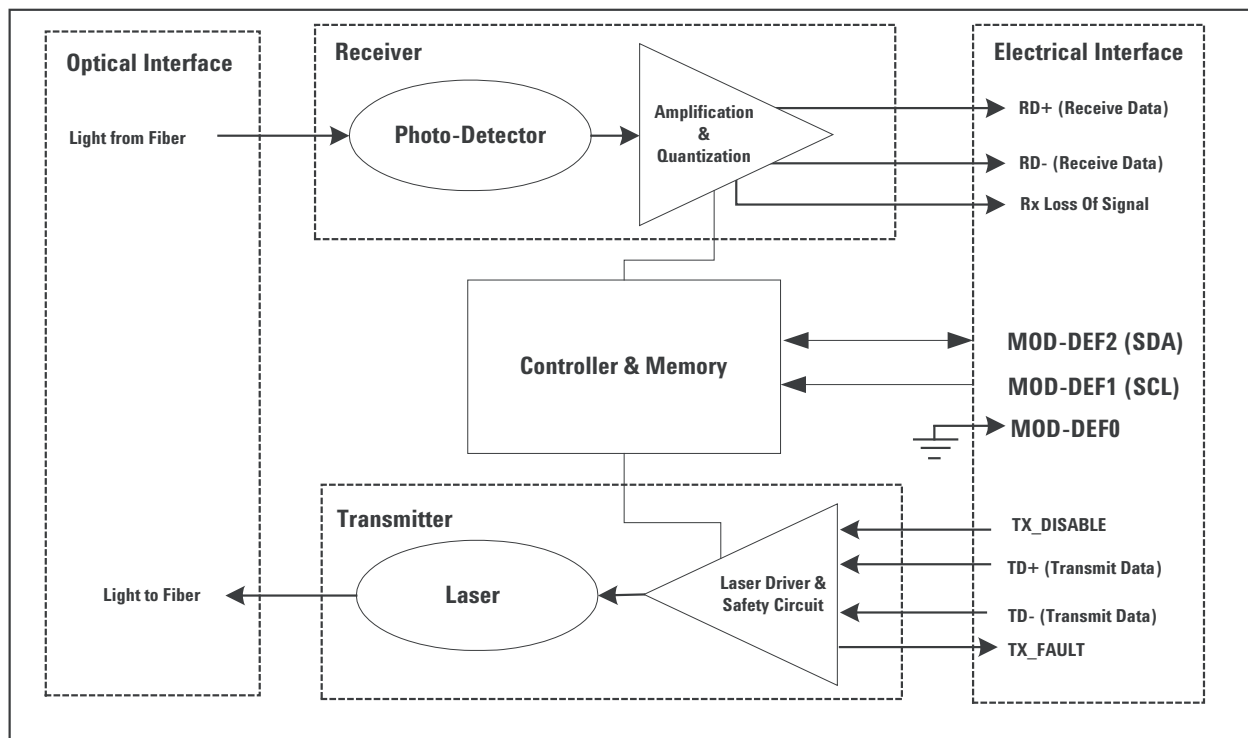 Optical Interface
Light from Fiber
Light to Fiber
Receiver
Photo-Detector
Amplification
&
Quantization
Controller & Memory
Transmitter
Laser
Laser Driver &
Safety Circuit
Electrical Interface
RD+ (Receive Data)
RD- (Receive Data)
Rx Loss Of Signal
MOD-DEF2 (SDA)
MOD-DEF1 (SCL)
MOD-DEF0
TX_DISABLE
TD+ (Transmit Data)
TD- (Transmit Data)
TX_FAULT